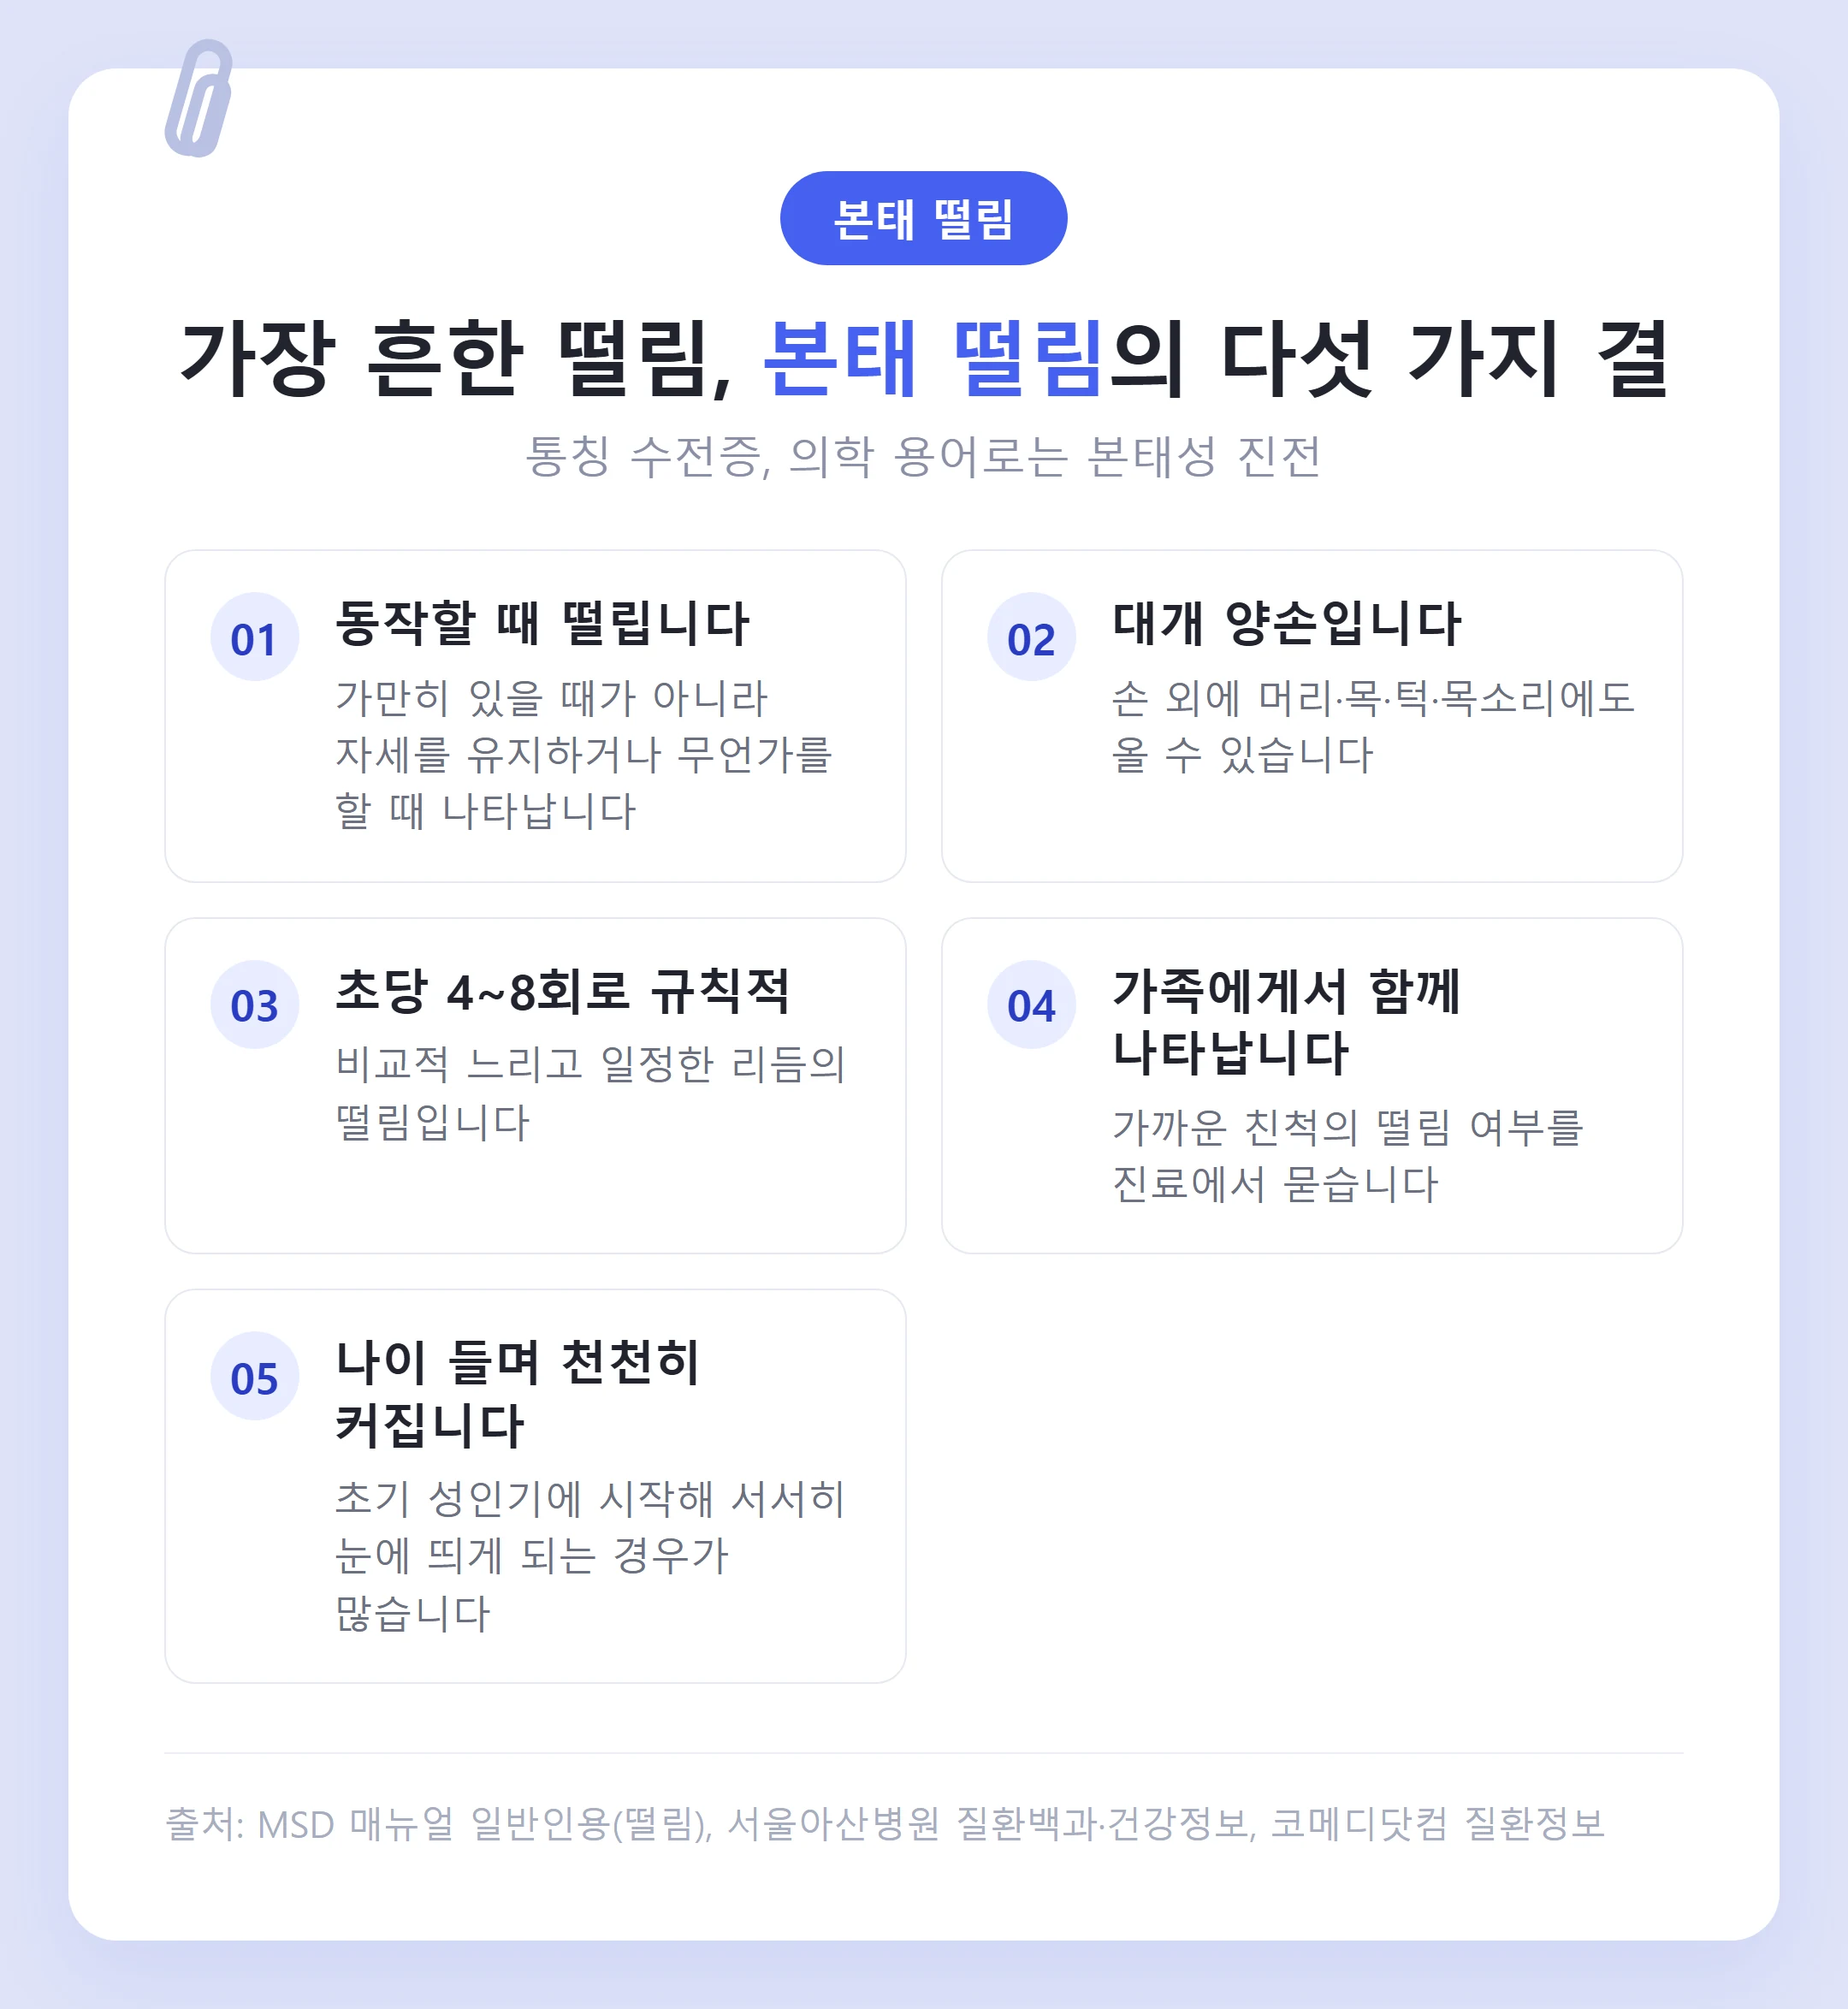 본태 떨림
가장 흔한 떨림, 본태 떨림의 다섯 가지 결
통칭 수전증, 의학 용어로는 본태성 진전
01
동작할 때 떨립니다
가만히 있을 때가 아니라
자세를 유지하거나 무언가를
할 때 나타납니다
02
대개 양손입니다
손 외에 머리·목·턱·목소리에도
올 수 있습니다
03
초당 4~8회로 규칙적
비교적 느리고 일정한 리듬의
떨림입니다
04
가족에게서 함께
나타납니다
가까운 친척의 떨림 여부를
진료에서 묻습니다
05
나이 들며 천천히
커집니다
초기 성인기에 시작해 서서히
눈에 띄게 되는 경우가
많습니다
출처: MSD 매뉴얼 일반인용(떨림), 서울아산병원 질환백과·건강정보, 코메디닷컴 질환정보